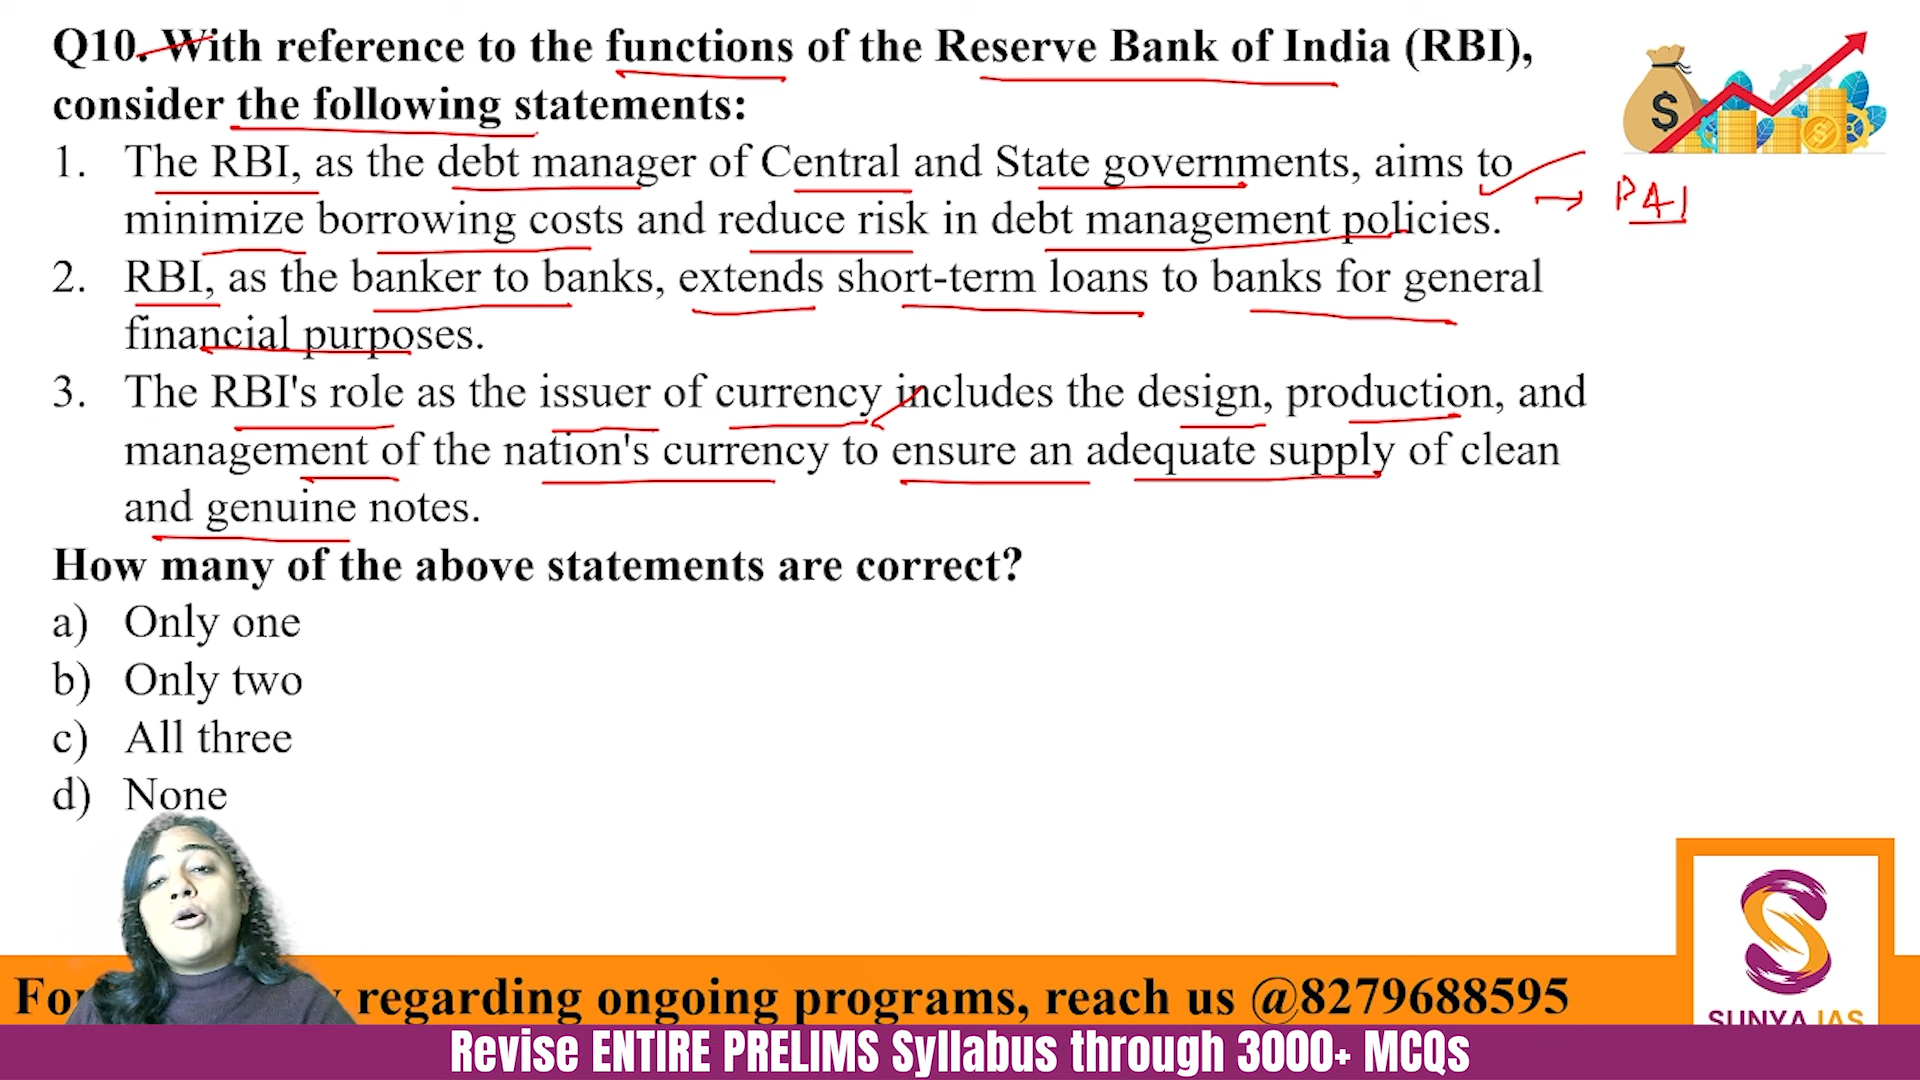 Q10. With reference to the functions of the Reserve Bank of India (RBI),
consider the following statements:
1. The RBI, as the debt manager of Central and State governments, aims to
minimize borrowing costs and reduce risk in debt management policies.
2. RBI, as the banker to banks, extends short-term loans to banks for general
financial purposes.
3. The RBI's role as the issuer of currency includes the design, production, and
management of the nation's currency to ensure an adequate supply of clean
and genuine notes.
How many of the above statements are correct?
a) Only one
b) Only two
c) All three
d) None
regarding ongoing programs, reach us @8279688595
SUNYA IAS
Revise ENTIRE PRELIMS Syllabus through 3000+ MCQs